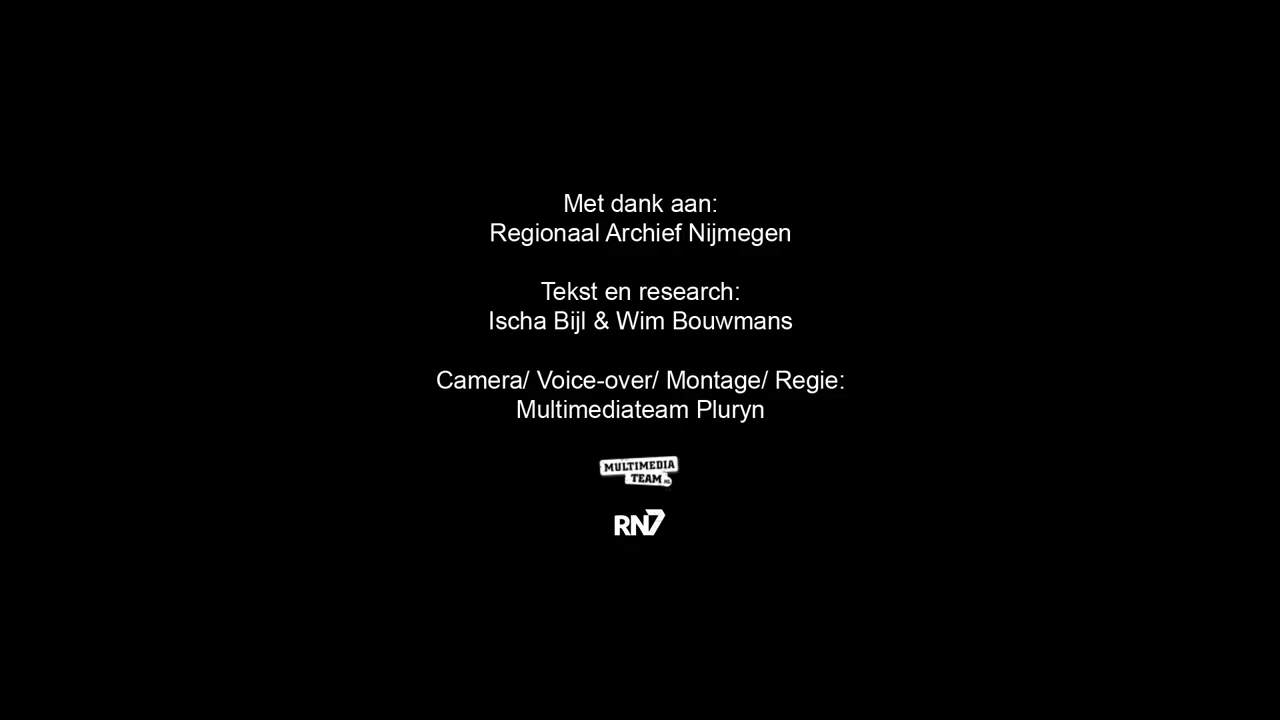 Met dank aan:
Regionaal Archief Nijmegen
Tekst en research:
Ischa Bijl & Wim Bouwmans
Camera/ Voice-over/ Montage/ Regie:
Multimediateam Pluryn
MULTIMEDIA
TEAM.NL
RN7